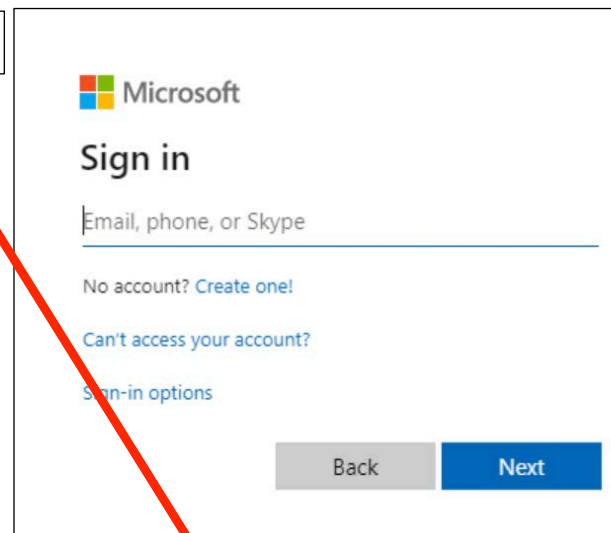 Microsoft
Sign in
Email, phone, or Skype
No account? Create one!
Can't access your account?
Sign-in options
Back Next